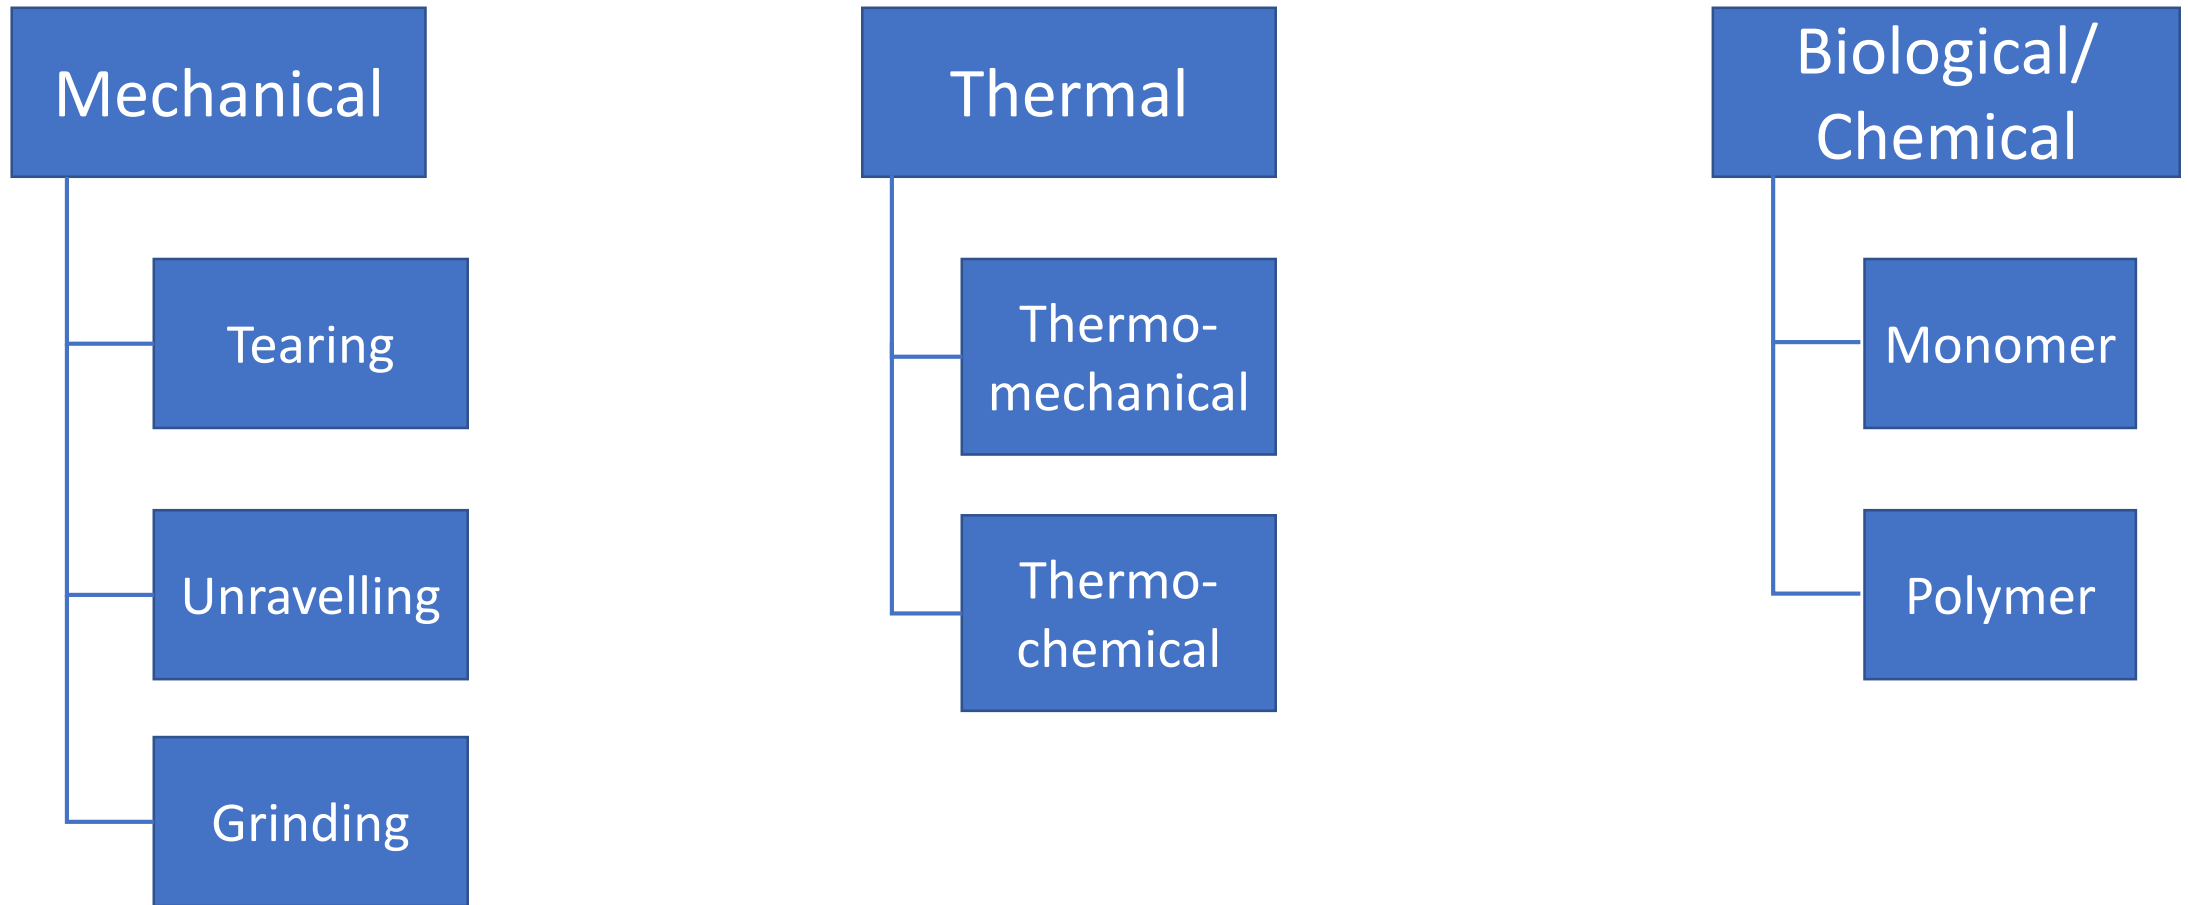 Mechanical
Tearing
Unravelling
Grinding
Thermal
Thermo-
mechanical
Thermo-
chemical
Biological/
Chemical
Monomer
Polymer